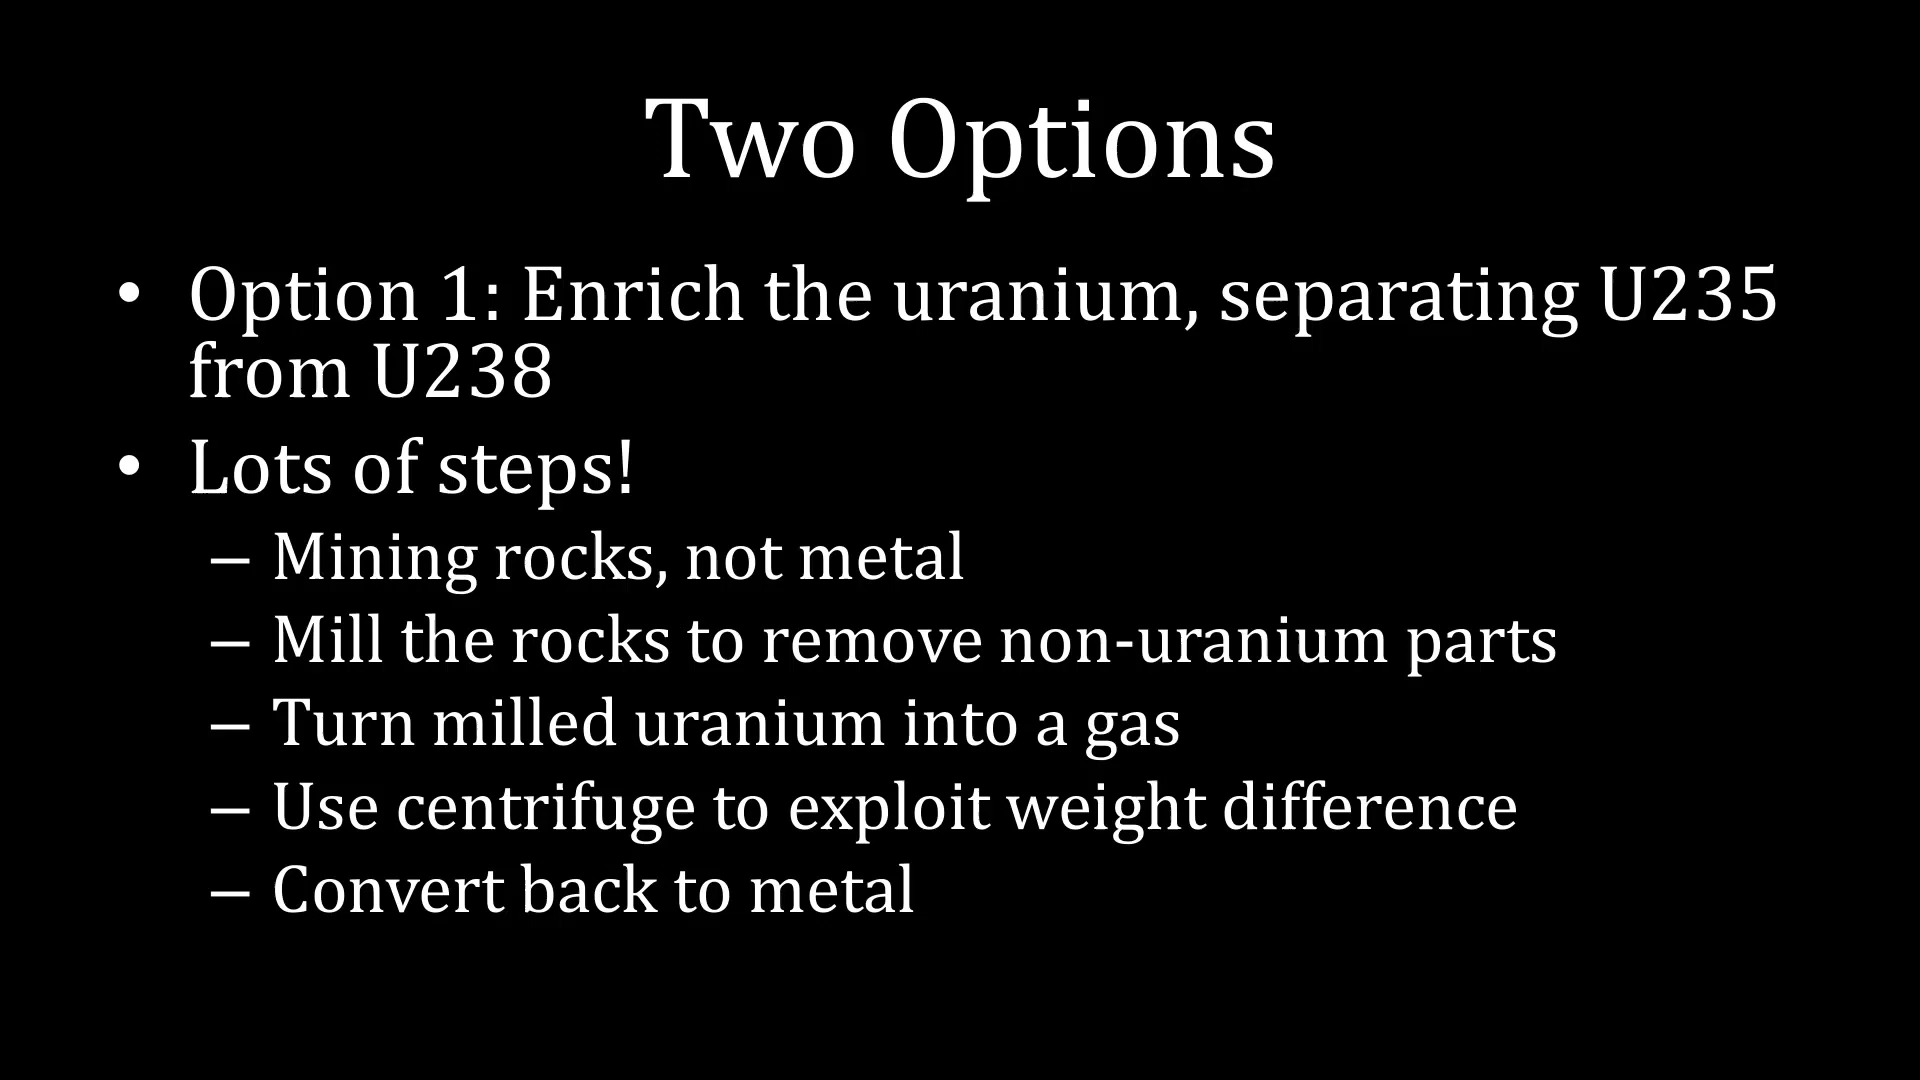 Two Options
• Option 1: Enrich the uranium, separating U235
from U238
• Lots of steps!
– Mining rocks, not metal
– Mill the rocks to remove non-uranium parts
– Turn milled uranium into a gas
– Use centrifuge to exploit weight difference
– Convert back to metal